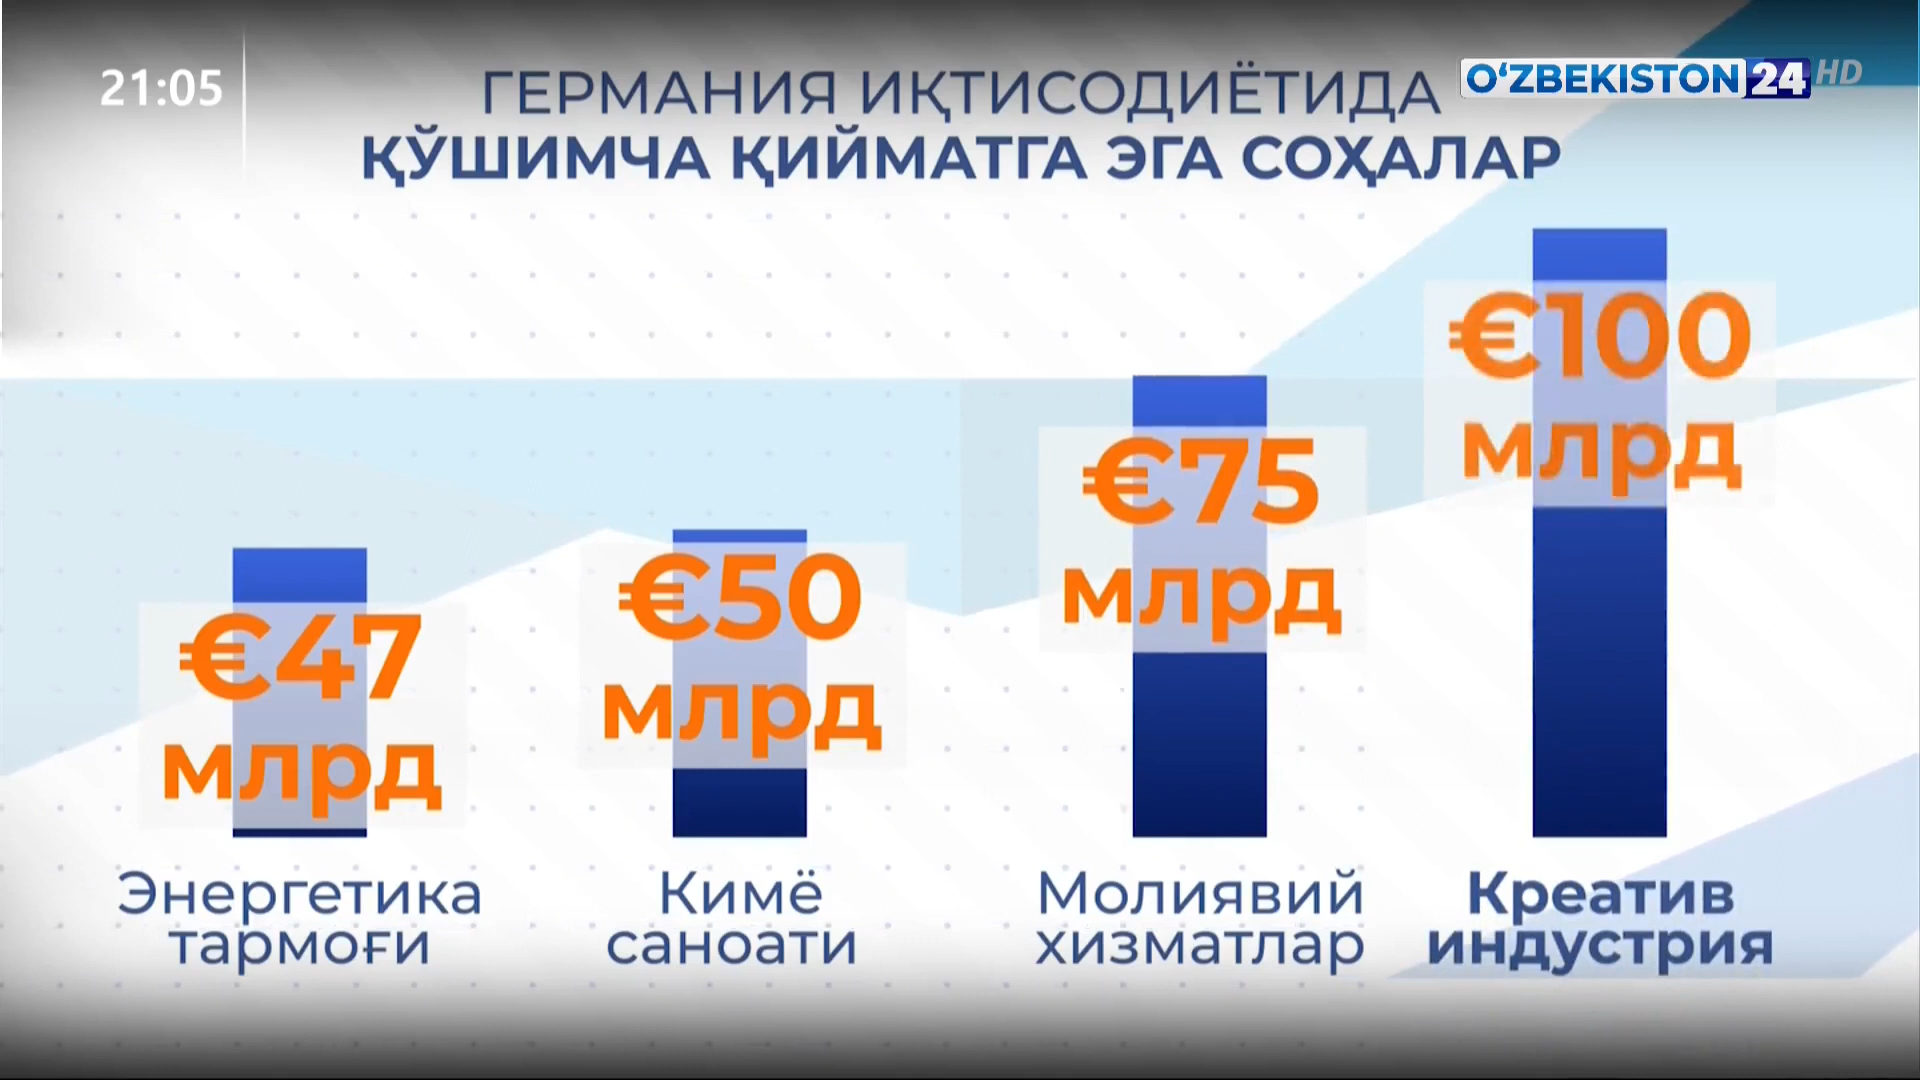 21:05
ГЕРМАНИЯ ИҚТИСОДИЁТИДА
ҚЎШИМЧА ҚИЙМАТГА ЭГА СОҲАЛАР
O‘ZBEKISTON 24 HD
€47
млрд
Энергетика
тармоғи
€50
млрд
Кимё
саноати
€75
млрд
Молиявий
хизматлар
€100
млрд
Креатив
индустрия